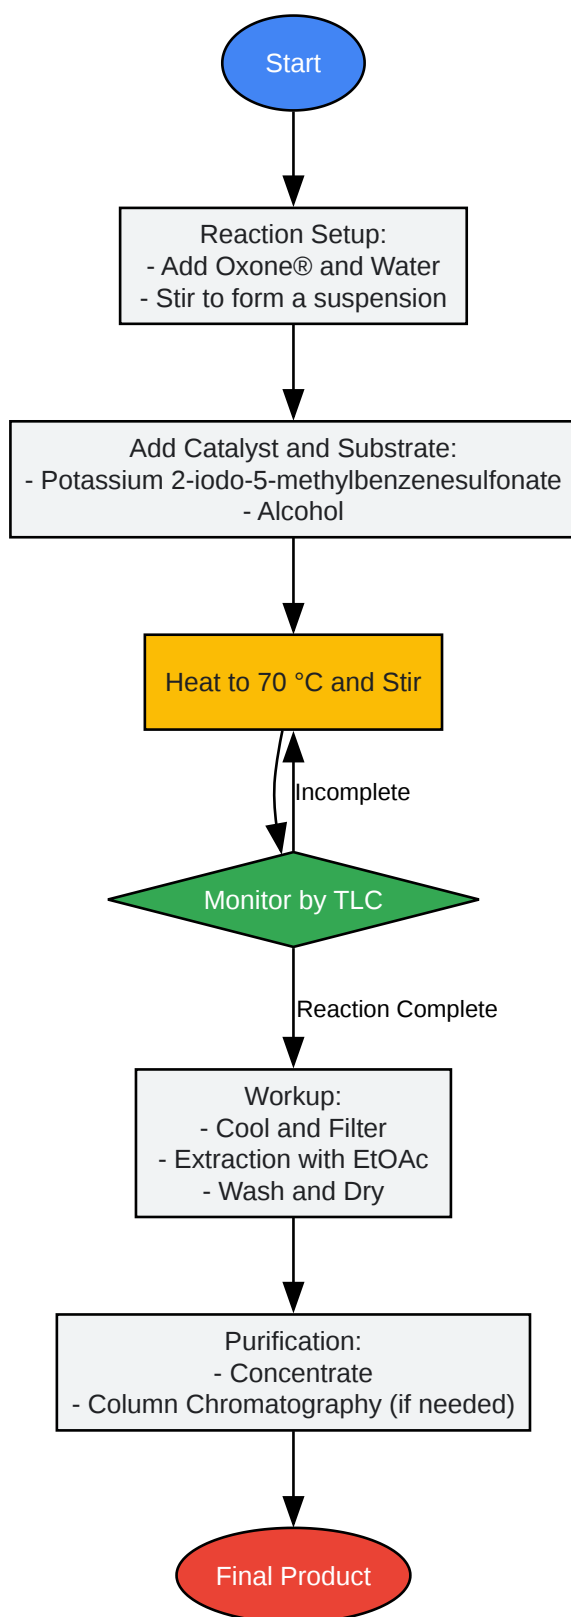 Start
Reaction Setup:
- Add Oxone® and Water
- Stir to form a suspension
Add Catalyst and Substrate:
- Potassium 2-iodo-5-methylbenzenesulfonate
- Alcohol
Heat to 70 °C and Stir
Incomplete
Monitor by TLC
Reaction Complete
Workup:
- Cool and Filter
- Extraction with EtOAc
- Wash and Dry
Purification:
- Concentrate
- Column Chromatography (if needed)
Final Product